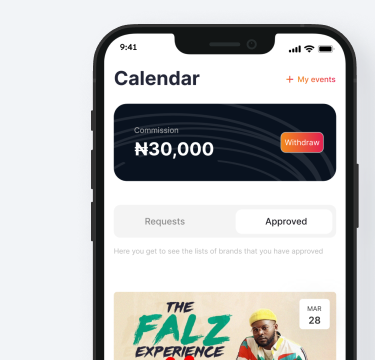 9:41
Calendar
+ My events
Commission
₦30,000
Withdraw
Requests
Approved
Here you get to see the lists of brands that you have approved
THE
FALZ
EXPERIENCE
MAR
28